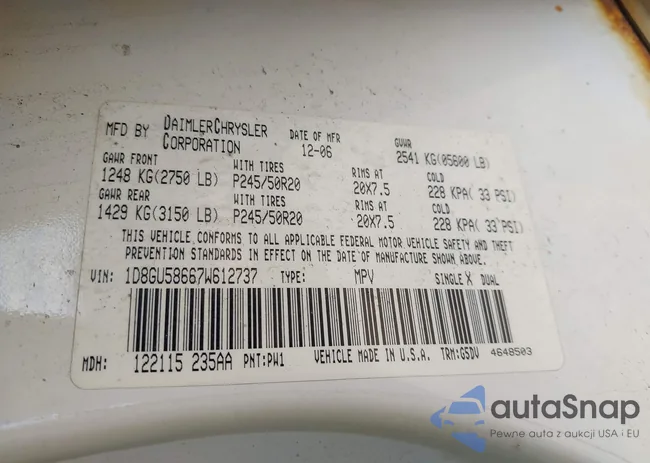 MFD BY DAIMLERCHRYSLER CORPORATION DATE OF MFR 12-06 GVWR 2541 KG(05600 LB)
GAWR FRONT WITH TIRES RIMS AT COLD
1248 KG(2750 LB) P245/50R20 20X7.5 228 KPA( 33 PSI)
GAWR REAR WITH TIRES RIMS AT COLD
1429 KG(3150 LB) P245/50R20 20X7.5 228 KPA( 33 PSI)
THIS VEHICLE CONFORMS TO ALL APPLICABLE FEDERAL MOTOR VEHICLE SAFETY AND THEFT
PREVENTION STANDARDS IN EFFECT ON THE DATE OF MANUFACTURE SHOWN ABOVE.
VIN: 1D8GU58667W612737 TYPE: MPV SINGLE X DUAL
MDH: 122115 235AA PNT:PW1 VEHICLE MADE IN U.S.A. TRM:G5DV 4648503
autaSnap
Pewne auta z aukcji USA i EU